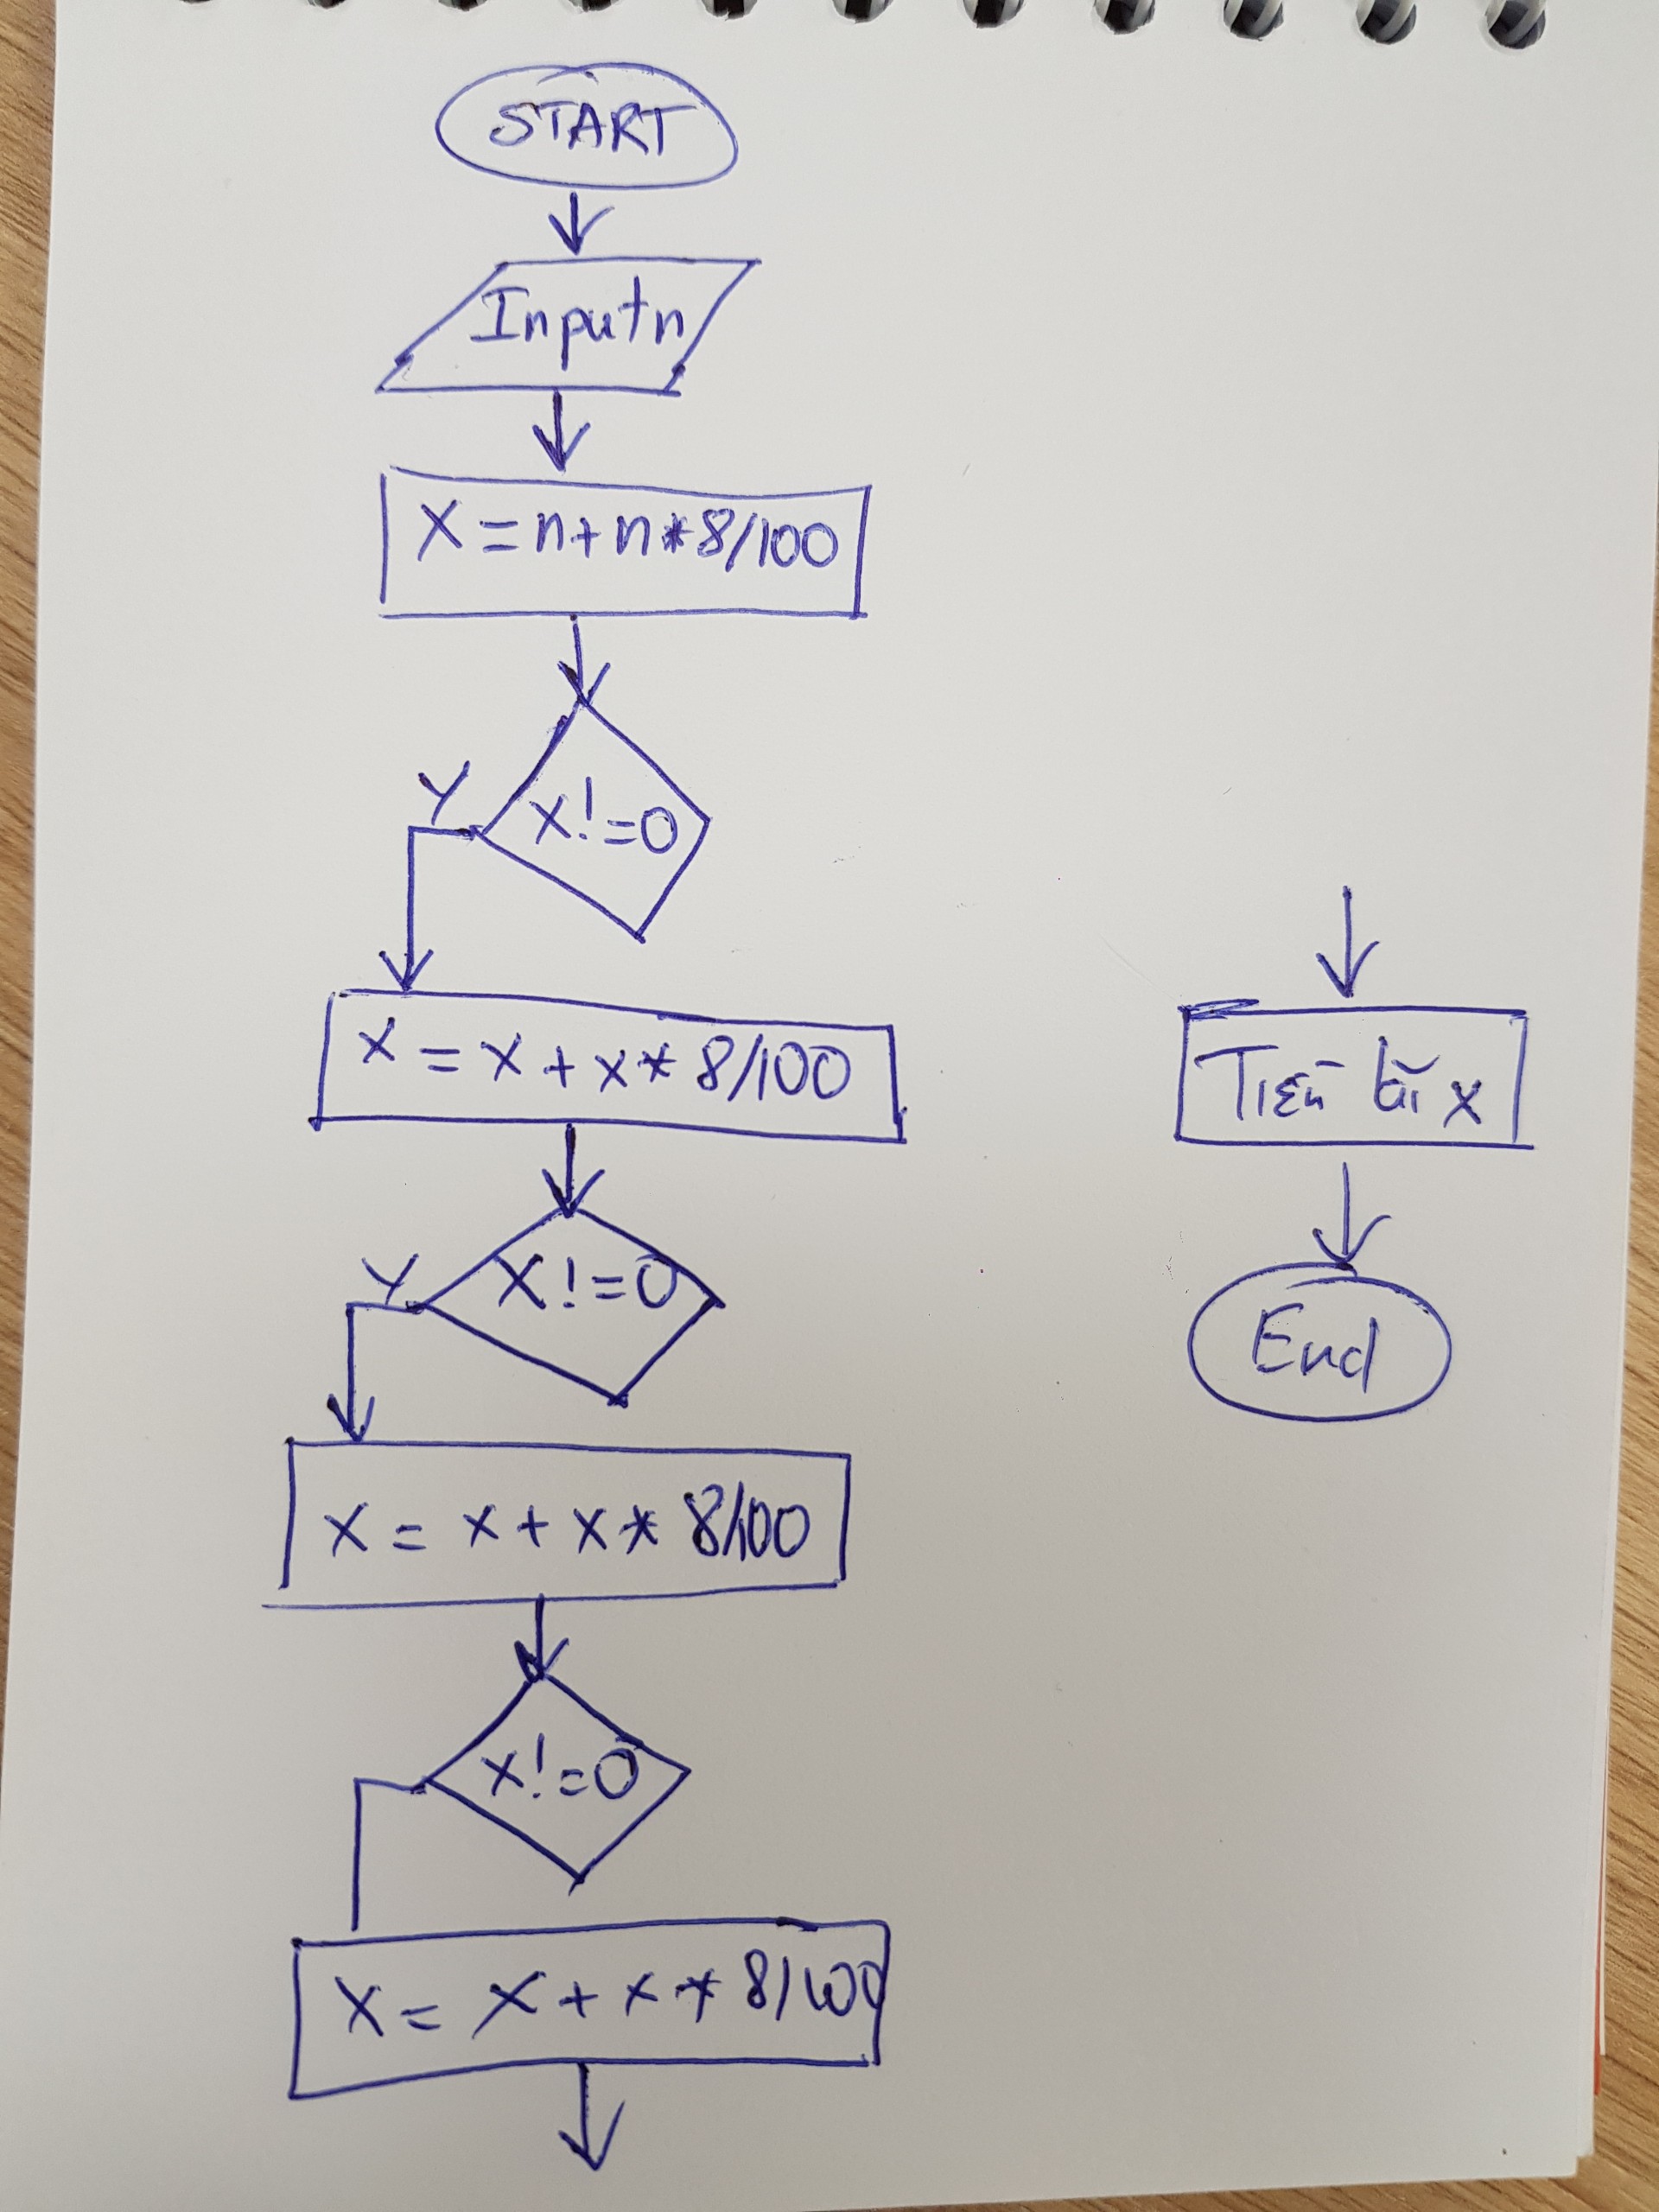 START
Input n
X = n + n * 8/100
Y
x != 0
x = x + x * 8/100
Y
X != 0
x = x + x * 8/100
x != 0
X = x + x * 8/100
Tiền lãi x
End